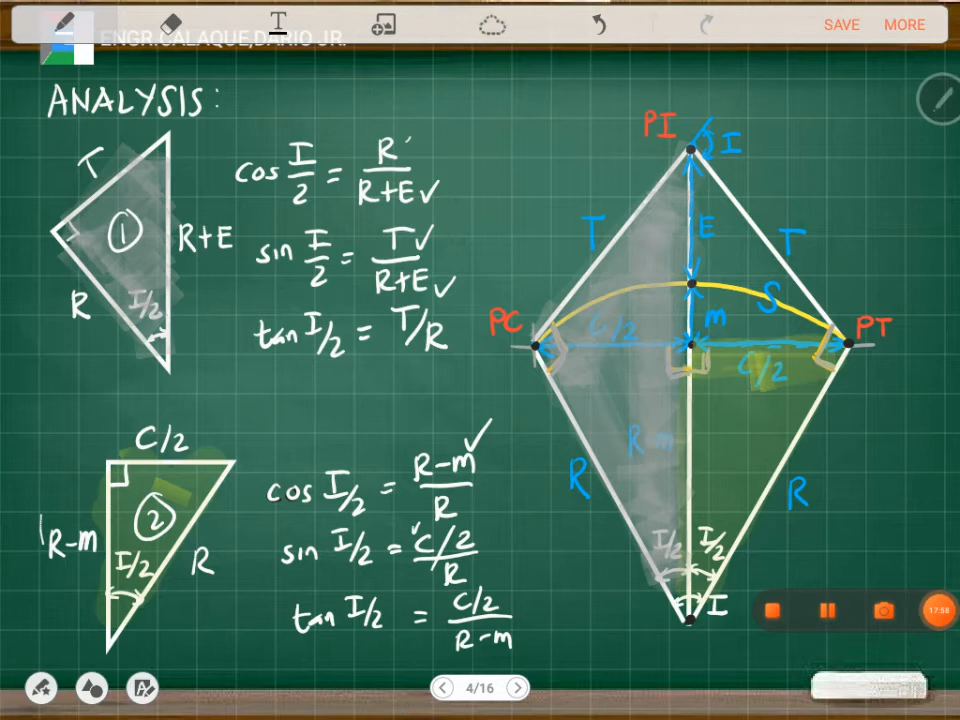 SAVE
MORE
ENGR.CALAQUE,DARIO JR.
ANALYSIS:
T
①
R+E
R
I/2
cos I/2 = R/R+E ✓
sin I/2 = T✓/R+E ✓
tan I/2 = T/R
C/2
R-m
②
I/2
R
cos I/2 = R-m/R ✓
sin I/2 = ✓C/2/R
tan I/2 = C/2/R-m
PI
I
T
E
T
PC
C/2
m
S
PT
C/2
R
R-m
R
I/2
I/2
I
17:58
4/16